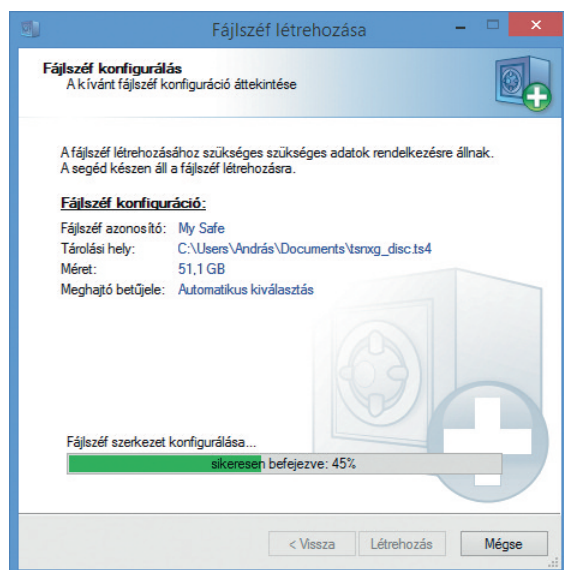 Fájlszéf létrehozása
Fájlszéf konfigurálás
A kívánt fájlszéf konfiguráció áttekintése
A fájlszéf létrehozásához szükséges szükséges adatok rendelkezésre állnak.
A segéd készen áll a fájlszéf létrehozásra.
Fájlszéf konfiguráció:
Fájlszéf azonosító: My Safe
Tárolási hely: C:\Users\András\Documents\tsnxg_disc.ts4
Méret: 51,1 GB
Meghajtó betűjele: Automatikus kiválasztás
Fájlszéf szerkezet konfigurálása...
sikeresen befejezve: 45%
< Vissza Létrehozás Mégse